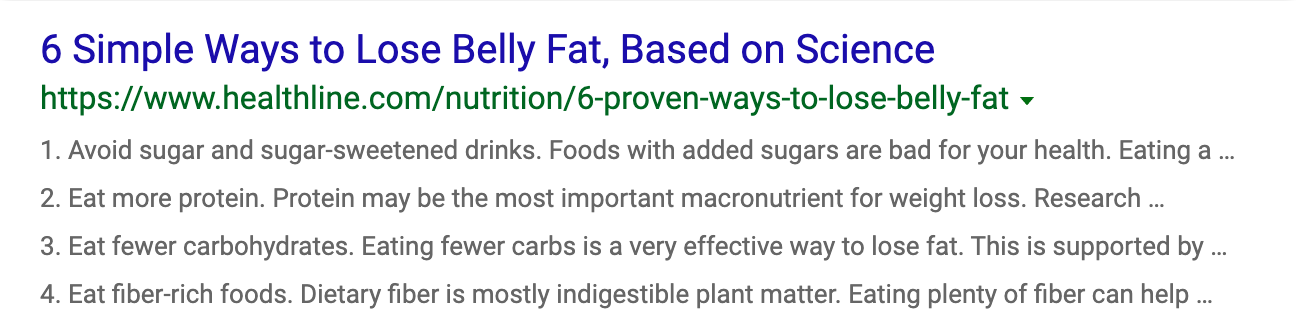 6 Simple Ways to Lose Belly Fat, Based on Science
https://www.healthline.com/nutrition/6-proven-ways-to-lose-belly-fat
1. Avoid sugar and sugar-sweetened drinks. Foods with added sugars are bad for your health. Eating a ...
2. Eat more protein. Protein may be the most important macronutrient for weight loss. Research ...
3. Eat fewer carbohydrates. Eating fewer carbs is a very effective way to lose fat. This is supported by ...
4. Eat fiber-rich foods. Dietary fiber is mostly indigestible plant matter. Eating plenty of fiber can help ...